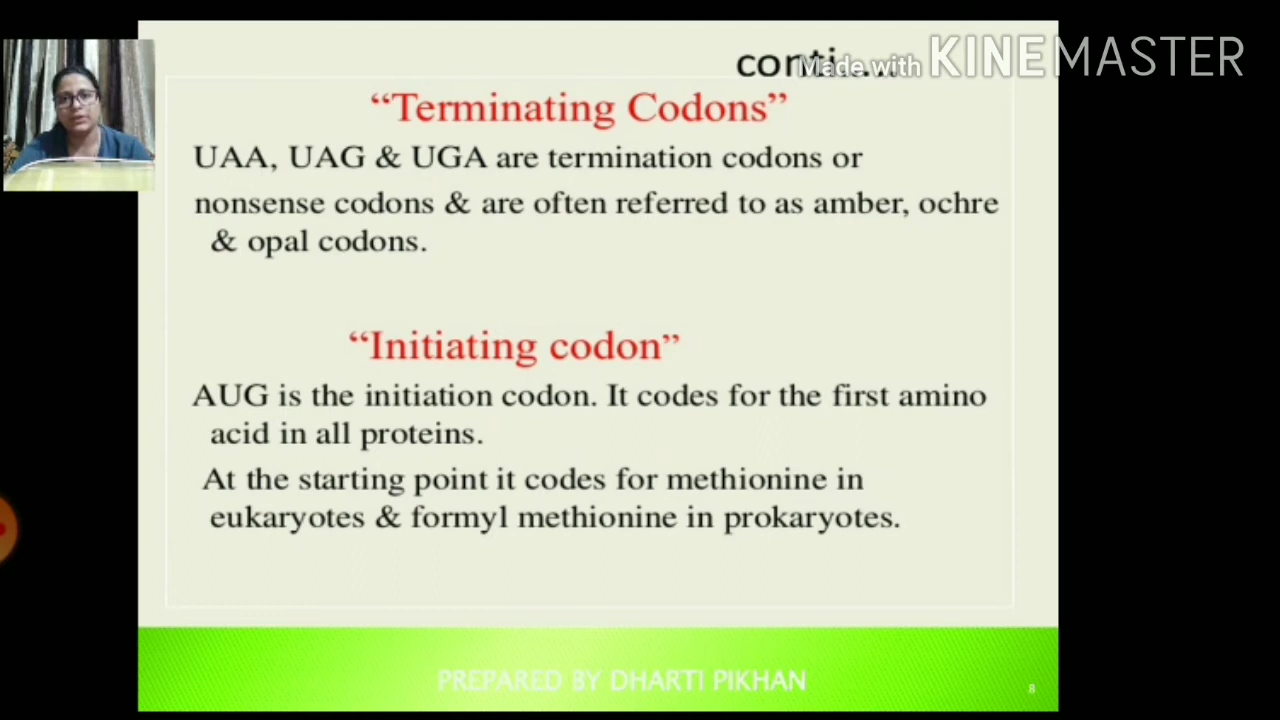 conti....
Made with KINEMASTER
“Terminating Codons”
UAA, UAG & UGA are termination codons or
nonsense codons & are often referred to as amber, ochre
& opal codons.
“Initiating codon”
AUG is the initiation codon. It codes for the first amino
acid in all proteins.
At the starting point it codes for methionine in
eukaryotes & formyl methionine in prokaryotes.
PREPARED BY DHARTI PIKHAN
8